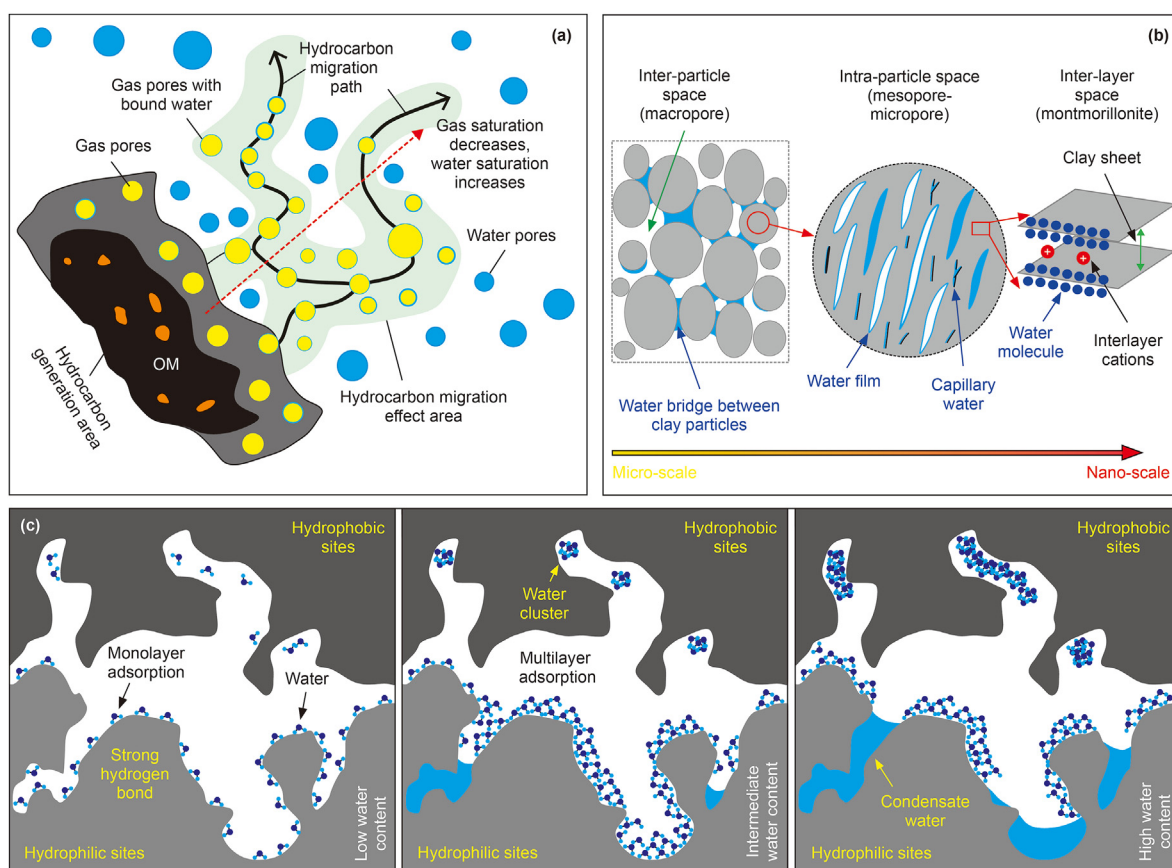 (a)
Hydrocarbon
migration
path
Gas pores with
bound water
Gas pores
Gas saturation
decreases,
water saturation
increases
Water pores
OM
Hydrocarbon
generation area
Hydrocarbon migration
effect area
(b)
Inter-particle
space
(macropore)
Intra-particle space
(mesopore-
micropore)
Inter-layer
space
(montmorillonite)
Clay sheet
+
+
Water
molecule
Interlayer
cations
Water film
Capillary
water
Water bridge between
clay particles
Micro-scale
Nano-scale
(c)
Hydrophobic
sites
Monolayer
adsorption
Water
Strong
hydrogen
bond
Hydrophilic sites
Low water
content
Hydrophobic
sites
Water
cluster
Multilayer
adsorption
Hydrophilic sites
Intermediate
water content
Hydrophobic
sites
Condensate
water
Hydrophilic sites
High water
content